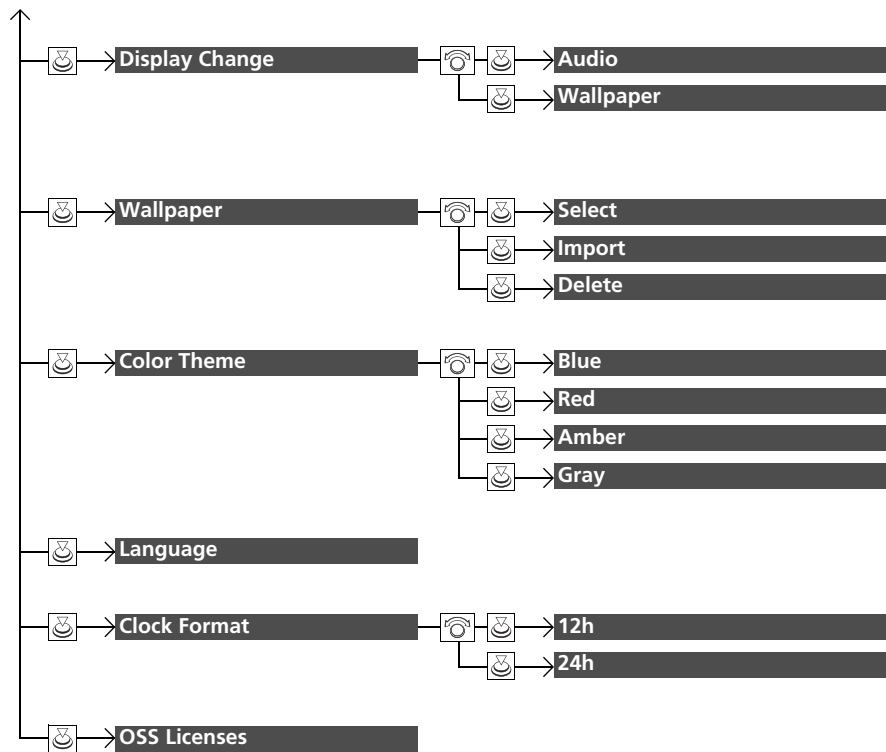 Display Change
Audio
Wallpaper
Wallpaper
Select
Import
Delete
Color Theme
Blue
Red
Amber
Gray
Language
Clock Format
12h
24h
OSS Licenses